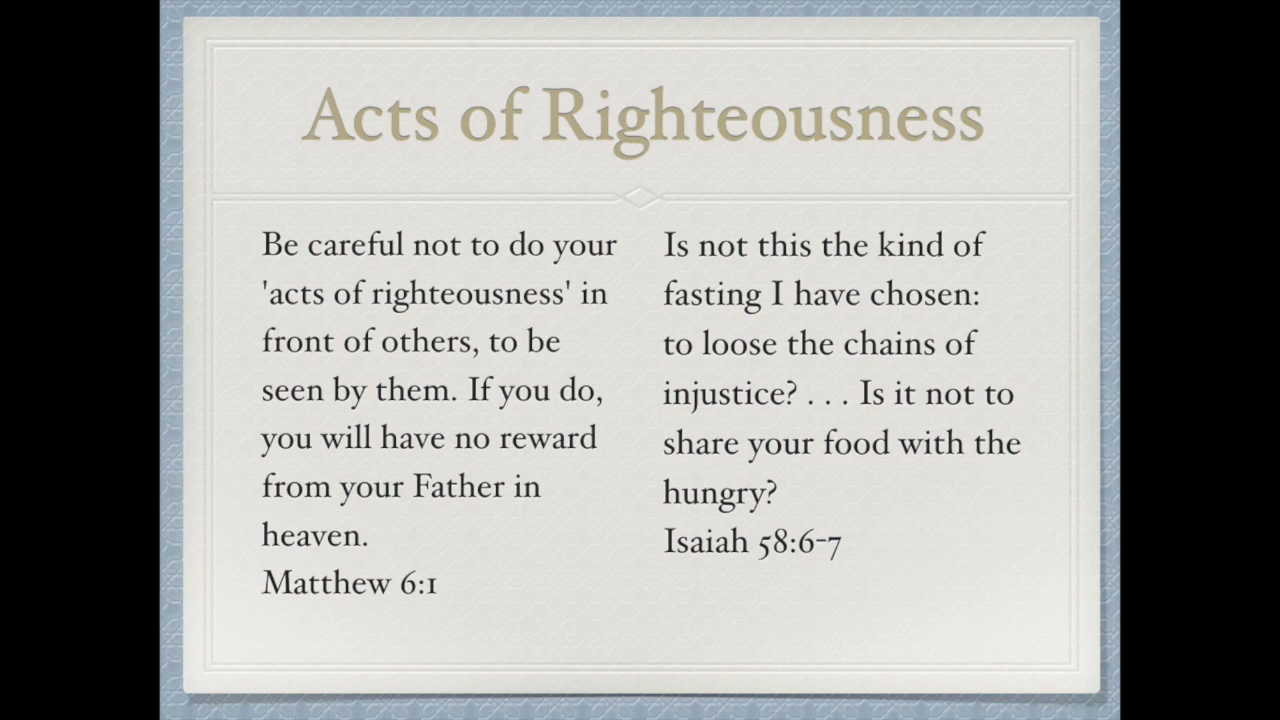 Acts of Righteousness
Be careful not to do your
'acts of righteousness' in
front of others, to be
seen by them. If you do,
you will have no reward
from your Father in
heaven.
Matthew 6:1
Is not this the kind of
fasting I have chosen:
to loose the chains of
injustice? . . . Is it not to
share your food with the
hungry?
Isaiah 58:6-7